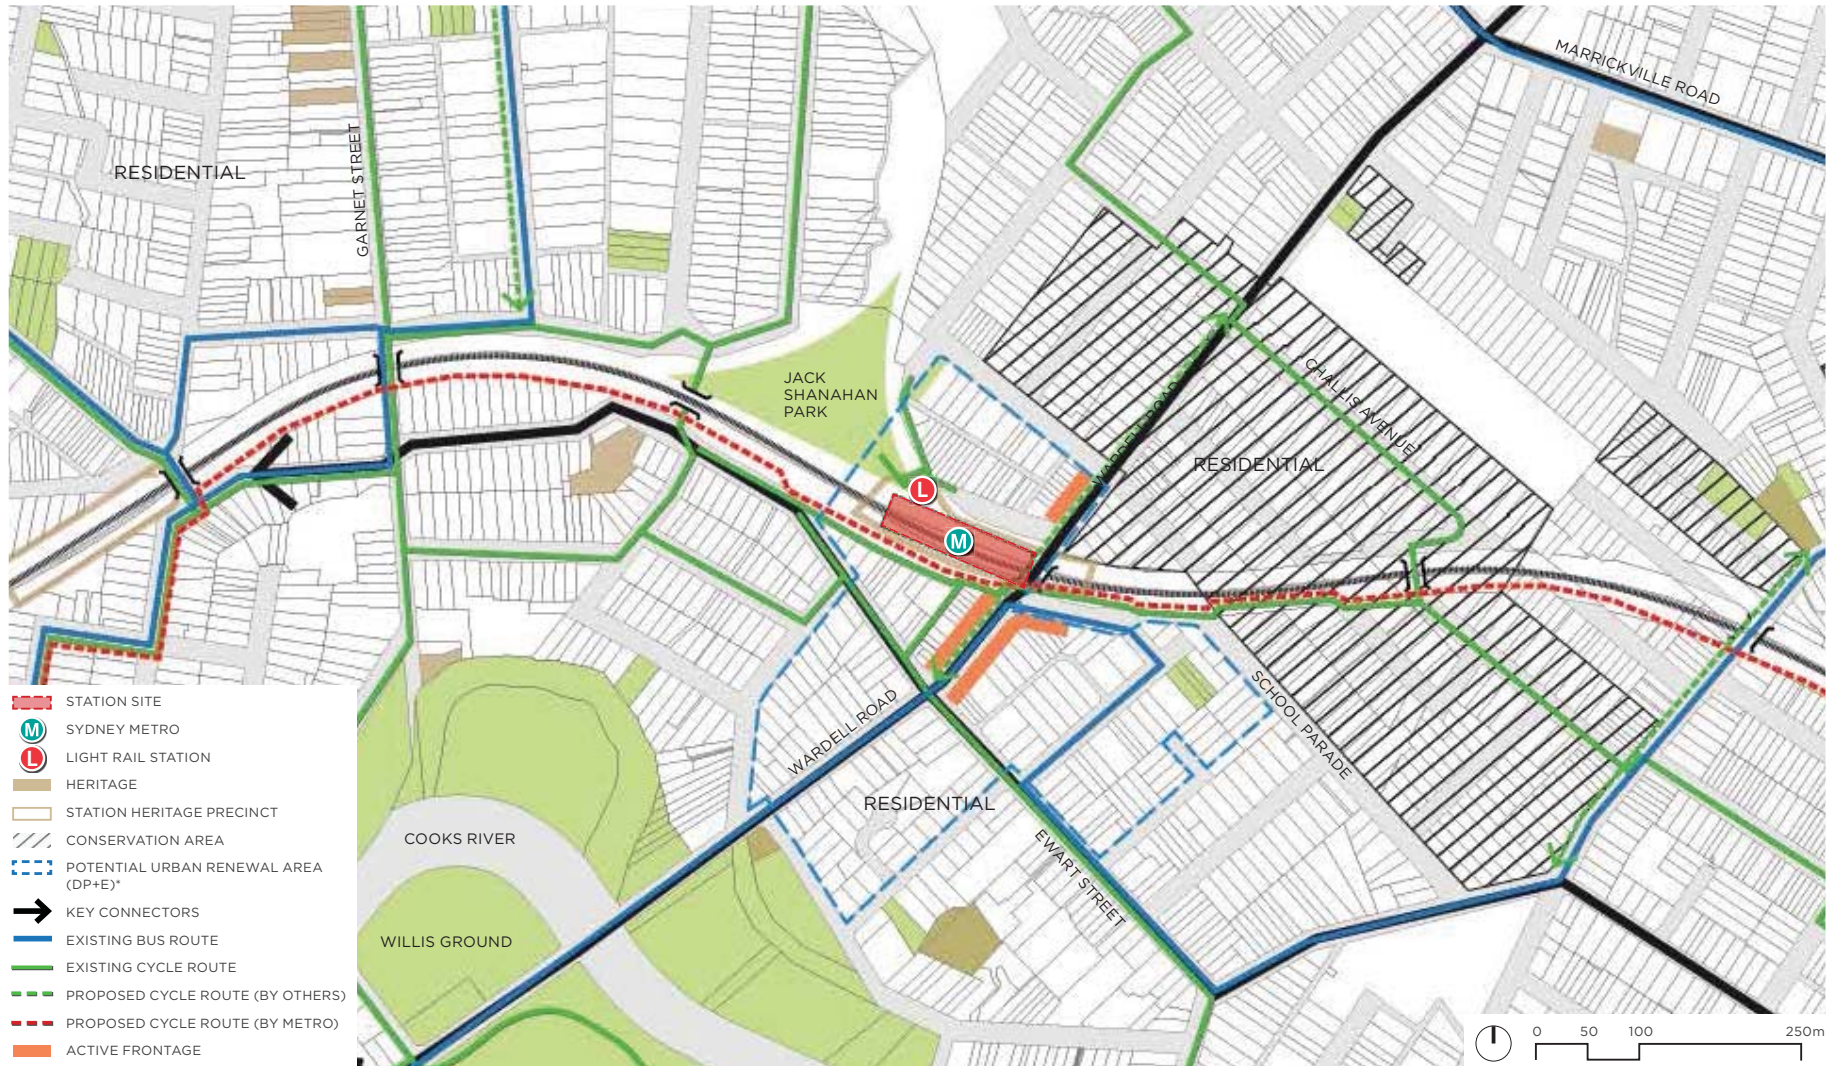 MARRICKVILLE ROAD
RESIDENTIAL
GARNET STREET
JACK
SHANAHAN
PARK
WARDELL ROAD
CHALLIS AVENUE
RESIDENTIAL
L
M
SCHOOL PARADE
WARDELL ROAD
RESIDENTIAL
EWART STREET
COOKS RIVER
WILLIS GROUND
STATION SITE
M SYDNEY METRO
L LIGHT RAIL STATION
HERITAGE
STATION HERITAGE PRECINCT
CONSERVATION AREA
POTENTIAL URBAN RENEWAL AREA
(DP+E)*
KEY CONNECTORS
EXISTING BUS ROUTE
EXISTING CYCLE ROUTE
PROPOSED CYCLE ROUTE (BY OTHERS)
PROPOSED CYCLE ROUTE (BY METRO)
ACTIVE FRONTAGE
0 50 100 250m